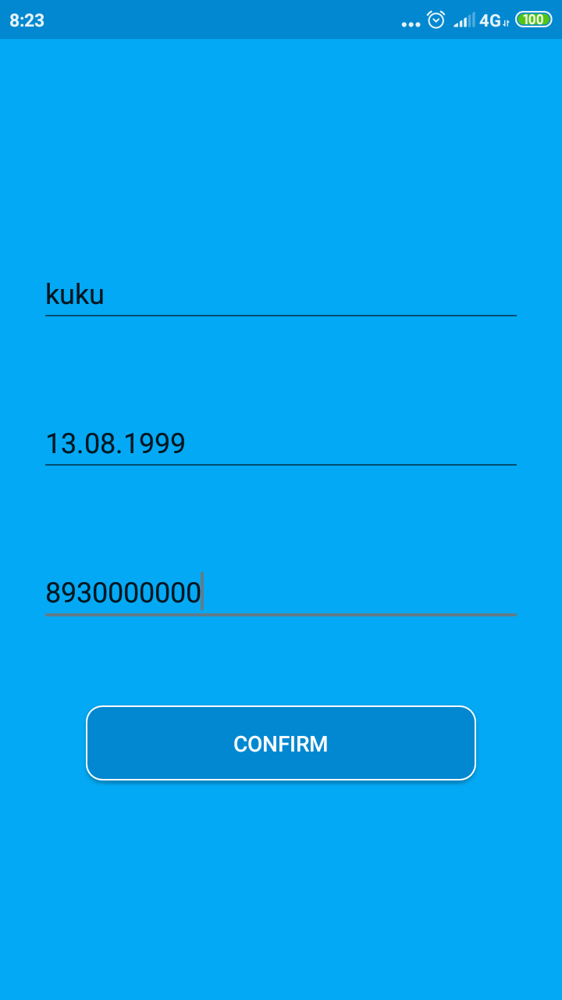 8:23 ... 4G 100
kuku
13.08.1999
8930000000
CONFIRM